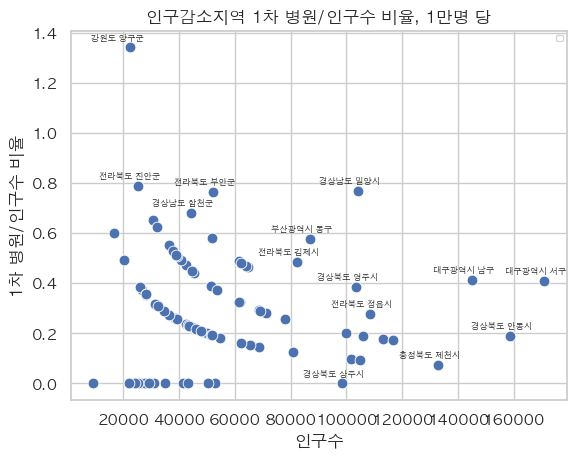 인구감소지역 1차 병원/인구수 비율, 1만명 당
1차 병원/인구수 비율
1.4
1.2
1.0
0.8
0.6
0.4
0.2
0.0
강원도 양구군
전라북도 진안군
전라북도 부안군
경상남도 밀양시
경상남도 합천군
부산광역시 동구
전라북도 김제시
경상북도 영주시
대구광역시 남구
대구광역시 서구
전라북도 정읍시
경상북도 안동시
충청북도 제천시
경상북도 상주시
20000 40000 60000 80000 100000 120000 140000 160000
인구수